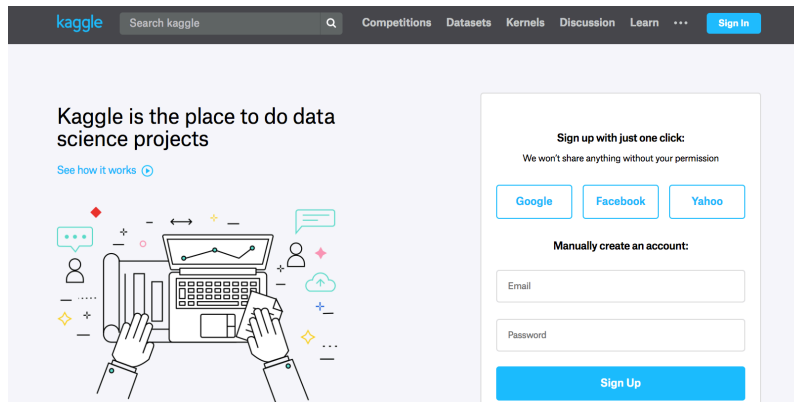 kaggle Search kaggle Competitions Datasets Kernels Discussion Learn ••• Sign In
Kaggle is the place to do data
science projects
See how it works
Sign up with just one click:
We won't share anything without your permission
Google Facebook Yahoo
Manually create an account:
Email
Password
Sign Up